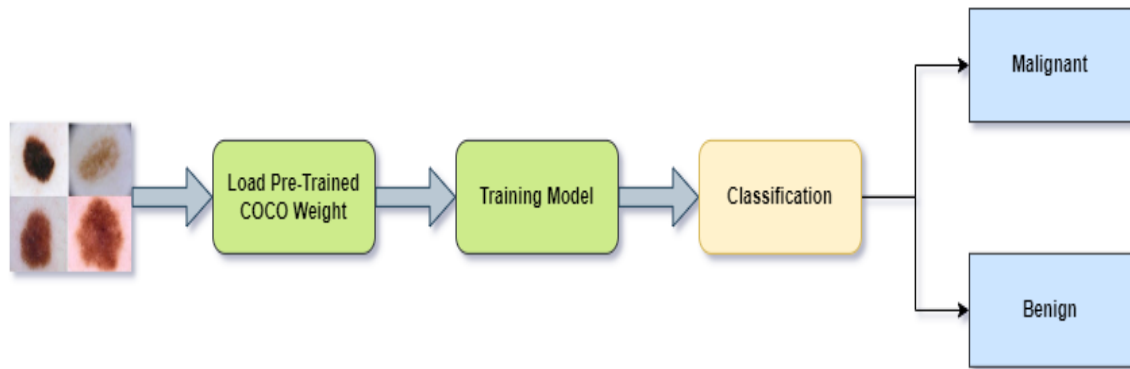 Load Pre-Trained
COCO Weight
Training Model
Classification
Malignant
Benign